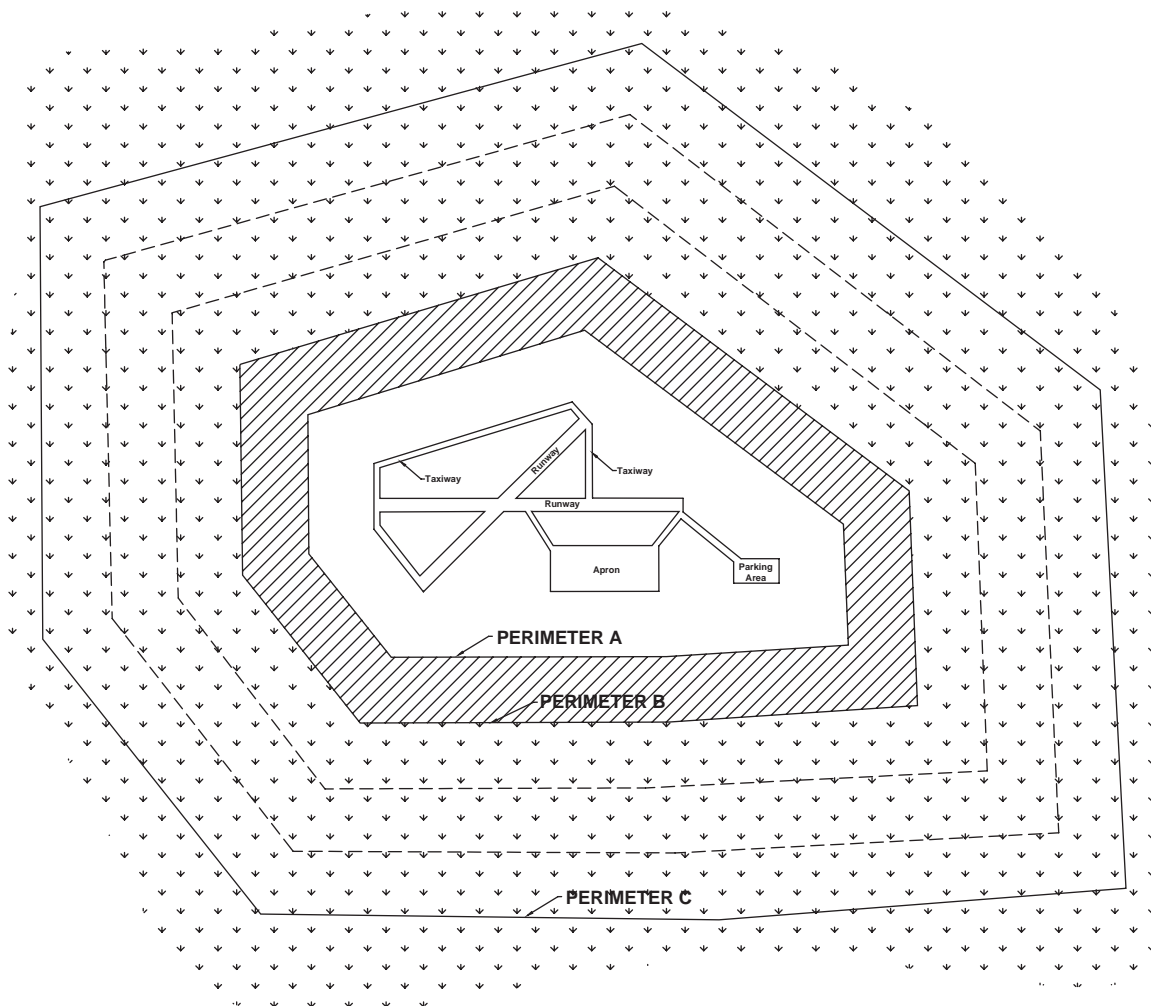 Runway
Taxiway
Taxiway
Runway
Apron
Parking
Area
PERIMETER A
PERIMETER B
PERIMETER C